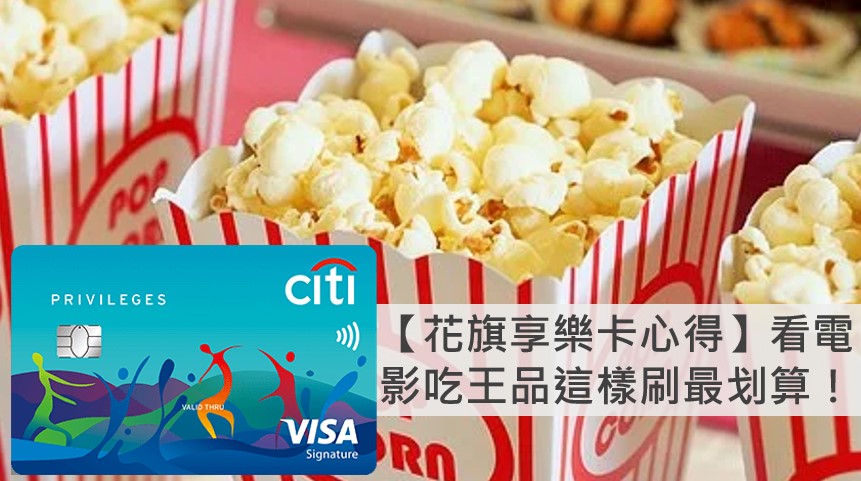 POP
CORN
citi
PRIVILEGES
【花旗享樂卡心得】看電
影吃王品這樣刷最划算！
VALID THRU
VISA
Signature
CORN